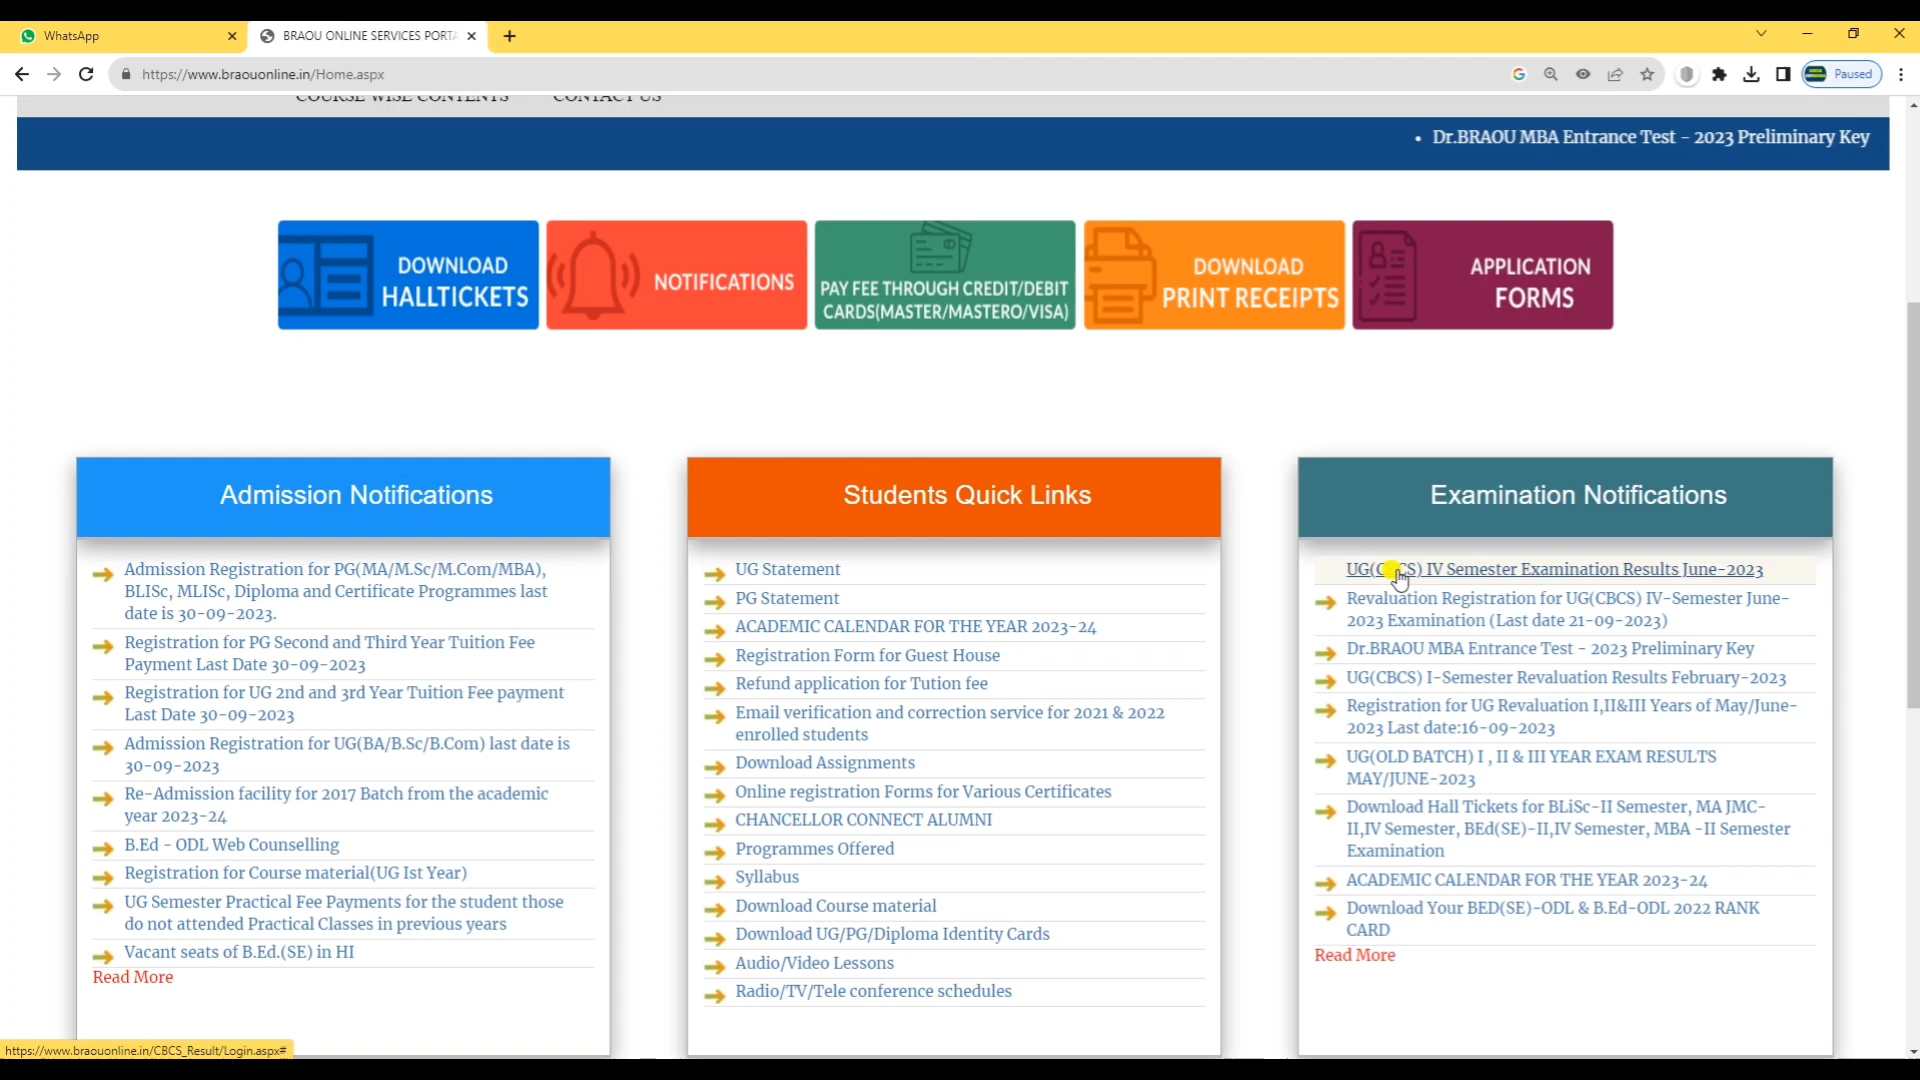 WhatsApp
BRAOU ONLINE SERVICES PORTA
https://www.braouonline.in/Home.aspx
Paused
COURSE WISE CONTENTS CONTACT US
• Dr.BRAOU MBA Entrance Test - 2023 Preliminary Key
DOWNLOAD
HALLTICKETS
NOTIFICATIONS
PAY FEE THROUGH CREDIT/DEBIT
CARDS(MASTER/MASTERO/VISA)
DOWNLOAD
PRINT RECEIPTS
APPLICATION
FORMS
Admission Notifications
Admission Registration for PG(MA/M.Sc/M.Com/MBA),
BLISc, MLISc, Diploma and Certificate Programmes last
date is 30-09-2023.
Registration for PG Second and Third Year Tuition Fee
Payment Last Date 30-09-2023
Registration for UG 2nd and 3rd Year Tuition Fee payment
Last Date 30-09-2023
Admission Registration for UG(BA/B.Sc/B.Com) last date is
30-09-2023
Re-Admission facility for 2017 Batch from the academic
year 2023-24
B.Ed - ODL Web Counselling
Registration for Course material(UG Ist Year)
UG Semester Practical Fee Payments for the student those
do not attended Practical Classes in previous years
Vacant seats of B.Ed.(SE) in HI
Read More
Students Quick Links
UG Statement
PG Statement
ACADEMIC CALENDAR FOR THE YEAR 2023-24
Registration Form for Guest House
Refund application for Tution fee
Email verification and correction service for 2021 & 2022
enrolled students
Download Assignments
Online registration Forms for Various Certificates
CHANCELLOR CONNECT ALUMNI
Programmes Offered
Syllabus
Download Course material
Download UG/PG/Diploma Identity Cards
Audio/Video Lessons
Radio/TV/Tele conference schedules
Examination Notifications
UG(CBCS) IV Semester Examination Results June-2023
Revaluation Registration for UG(CBCS) IV-Semester June-
2023 Examination (Last date 21-09-2023)
Dr.BRAOU MBA Entrance Test - 2023 Preliminary Key
UG(CBCS) I-Semester Revaluation Results February-2023
Registration for UG Revaluation I,II&III Years of May/June-
2023 Last date:16-09-2023
UG(OLD BATCH) I , II & III YEAR EXAM RESULTS
MAY/JUNE-2023
Download Hall Tickets for BLiSc-II Semester, MA JMC-
II,IV Semester, BEd(SE)-II,IV Semester, MBA -II Semester
Examination
ACADEMIC CALENDAR FOR THE YEAR 2023-24
Download Your BED(SE)-ODL & B.Ed-ODL 2022 RANK
CARD
Read More
https://www.braouonline.in/CBCS_Result/Login.aspx#